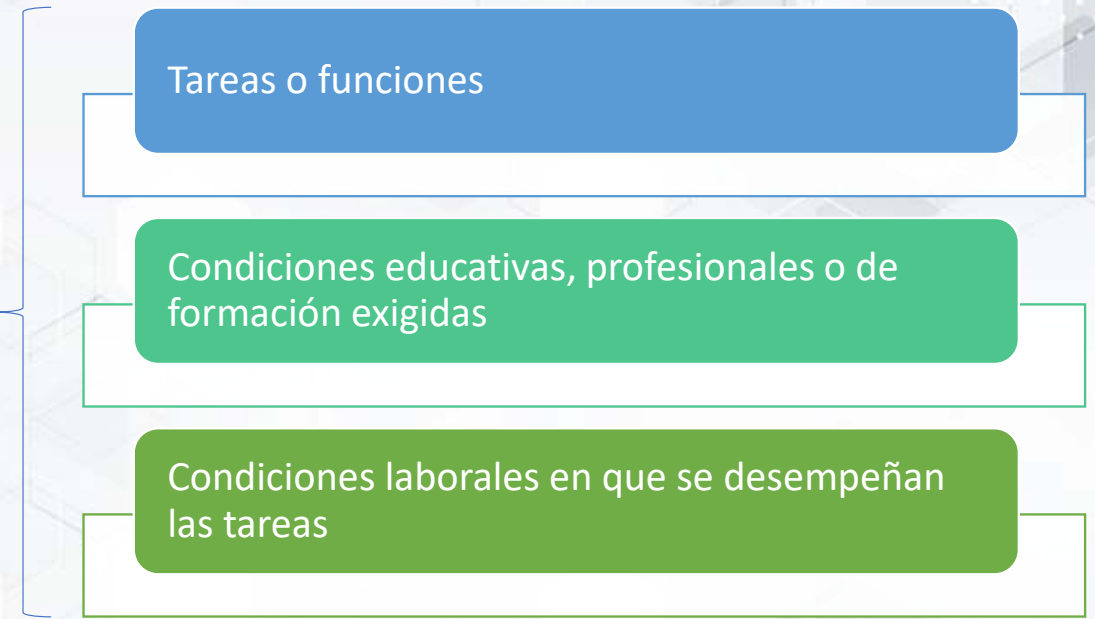 Tareas o funciones
Condiciones educativas, profesionales o de
formación exigidas
Condiciones laborales en que se desempeñan
las tareas